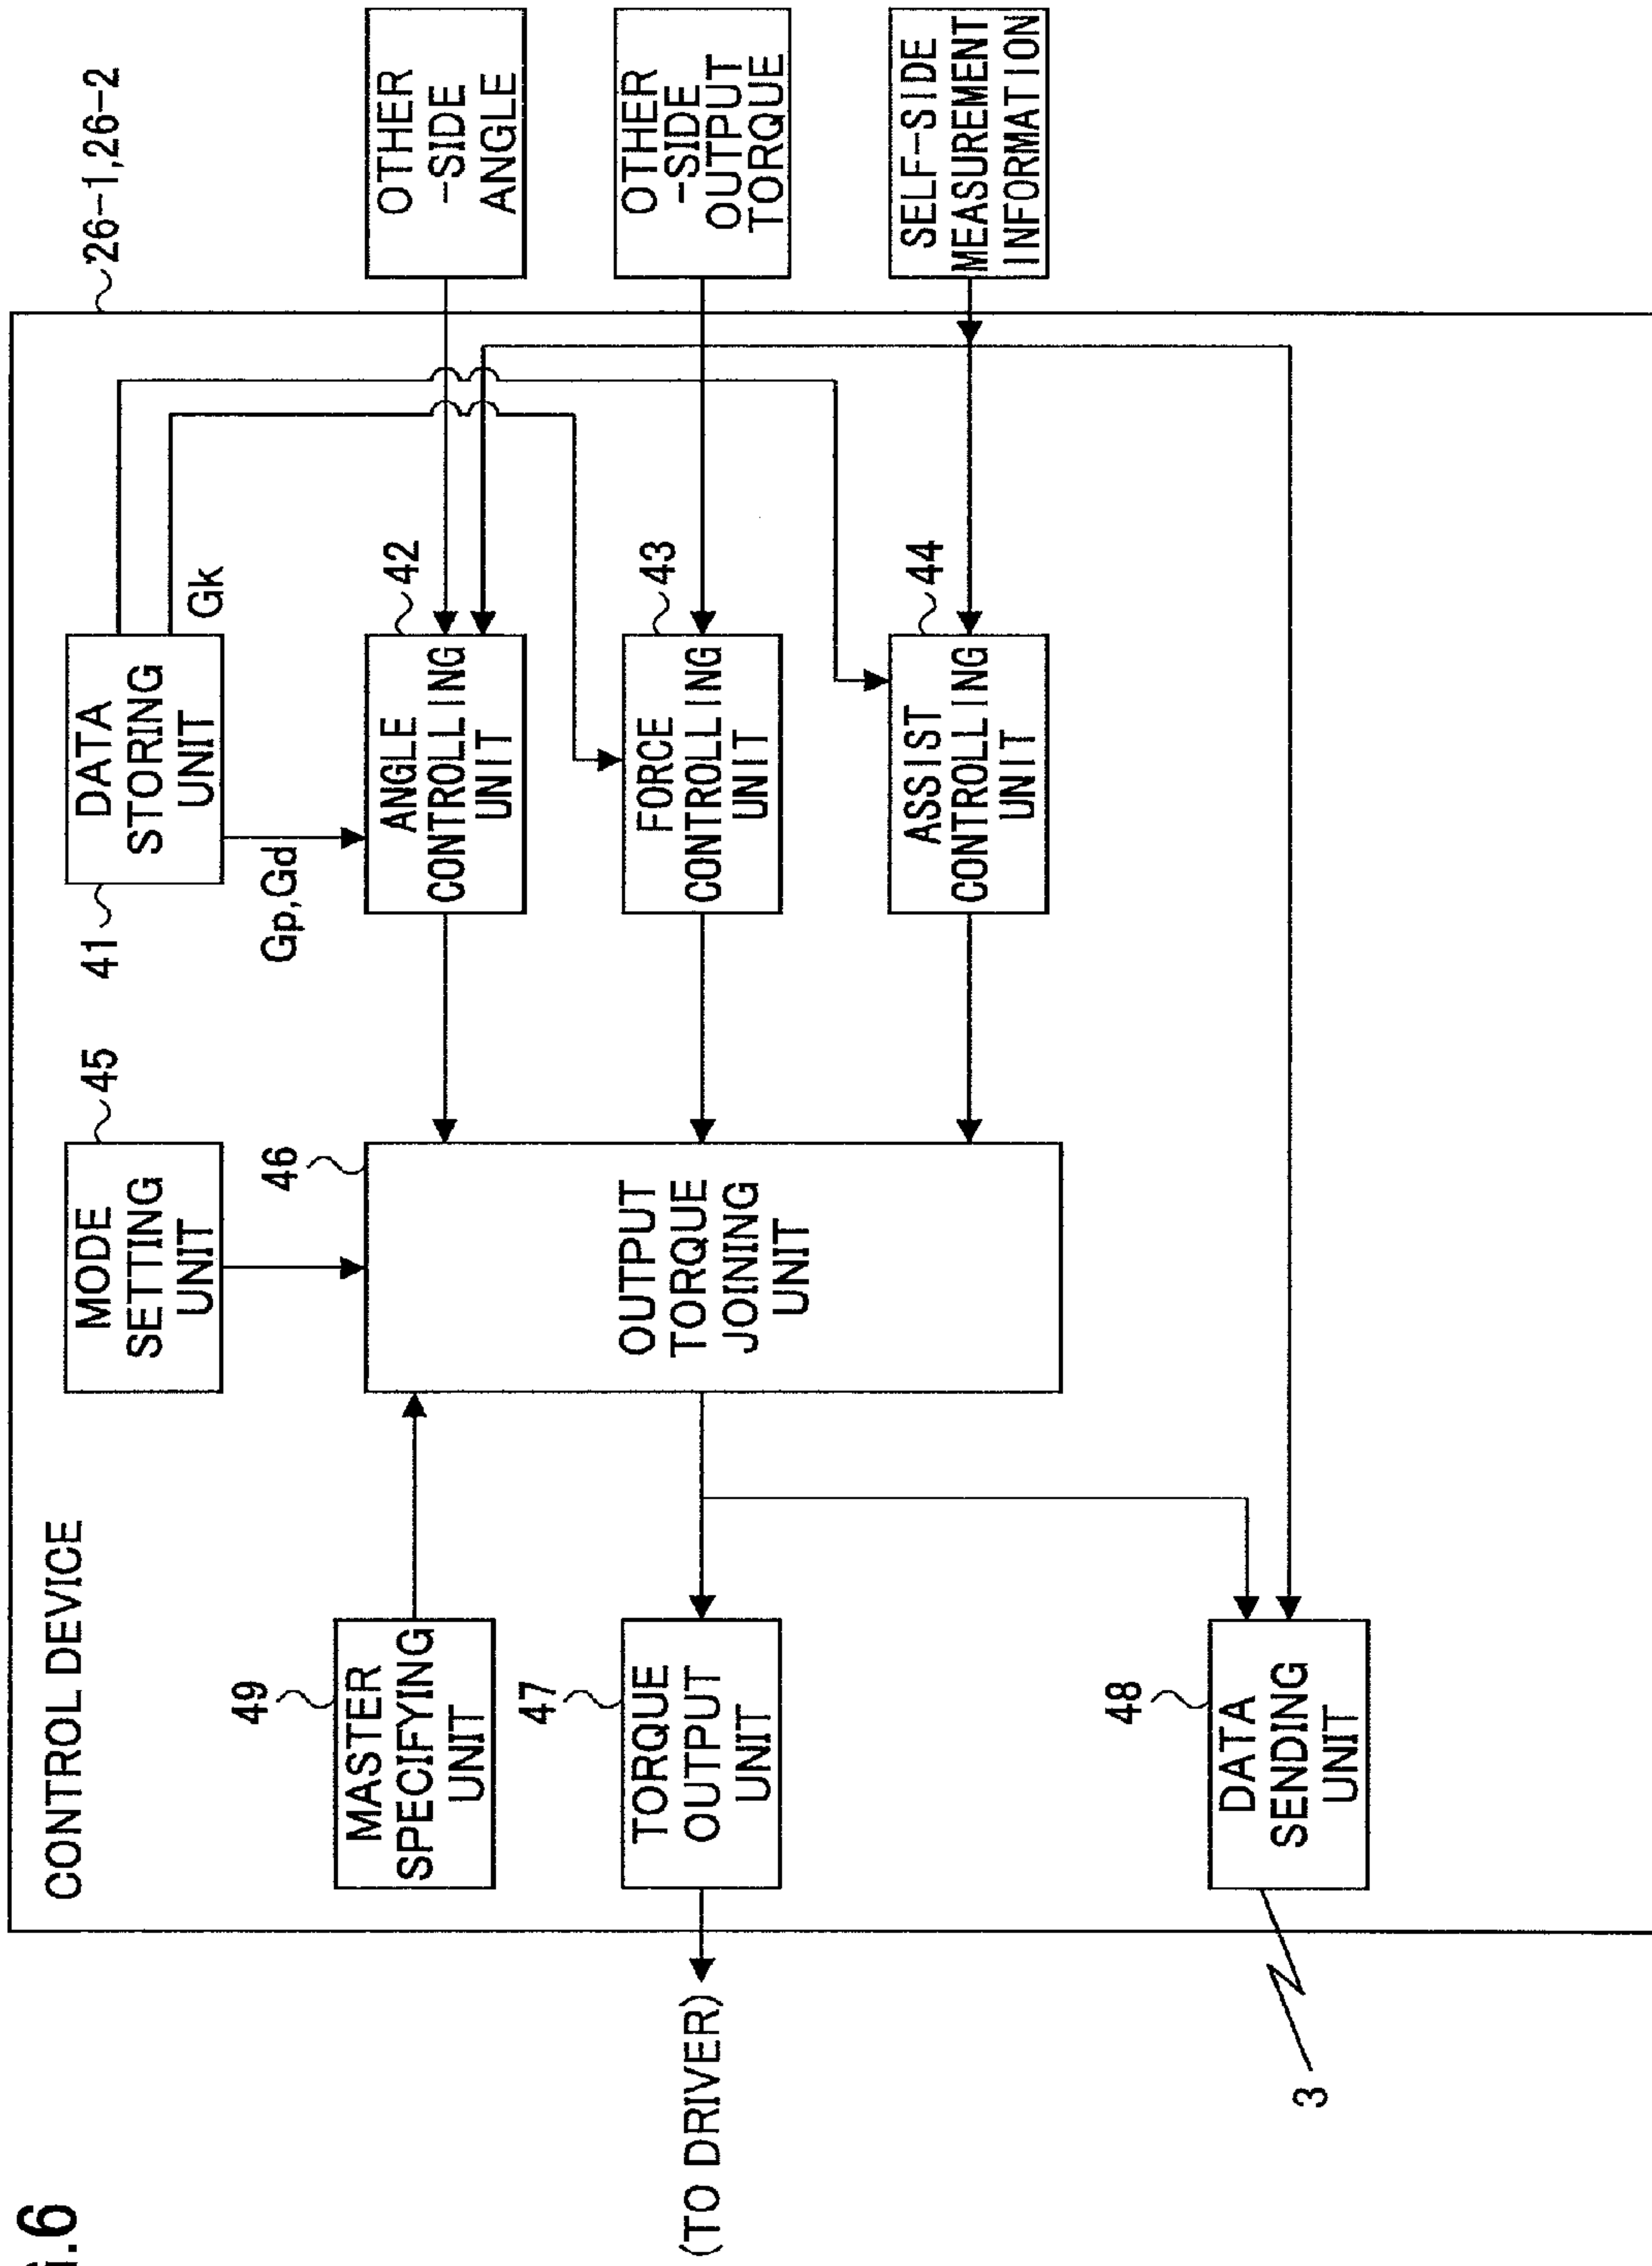 .6
CONTROL DEVICE
26-1,26-2
45
MODE
SETTING
UNIT
41
DATA
STORING
UNIT
Gk
Gp,Gd
49
MASTER
SPECIFYING
UNIT
46
OUTPUT
TORQUE
JOINING
UNIT
42
ANGLE
CONTROLLING
UNIT
OTHER
-SIDE
ANGLE
(TO DRIVER)
47
TORQUE
OUTPUT
UNIT
43
FORCE
CONTROLLING
UNIT
OTHER
-SIDE
OUTPUT
TORQUE
44
ASSIST
CONTROLLING
UNIT
SELF-SIDE
MEASUREMENT
INFORMATION
3
48
DATA
SENDING
UNIT